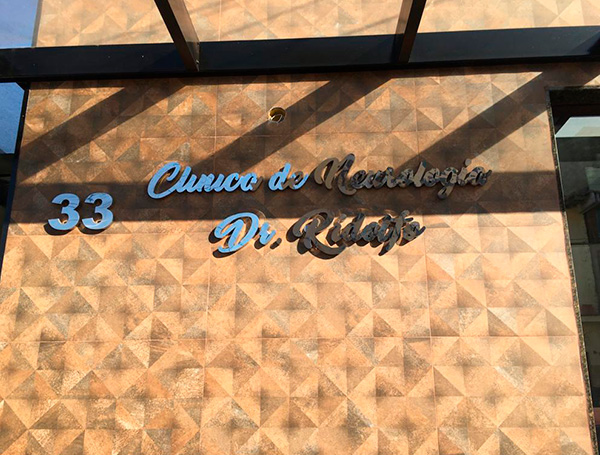 33
Clinica de Neurologia
Dr. Ridolfo